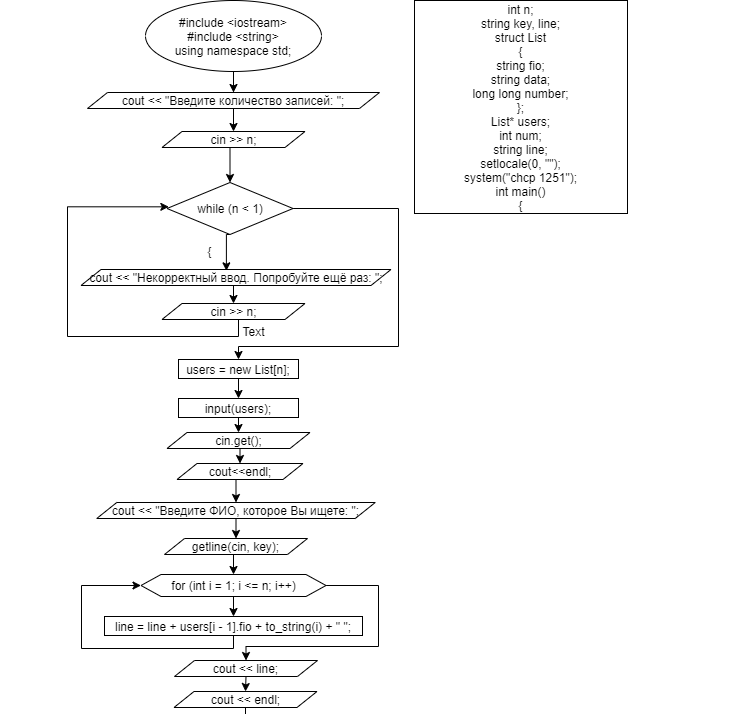 #include <iostream>
#include <string>
using namespace std;
cout << "Введите количество записей: ";
cin >> n;
while (n < 1)
{
cout << "Некорректный ввод. Попробуйте ещё раз: ";
cin >> n;
Text
users = new List[n];
input(users);
cin.get();
cout<<endl;
cout << "Введите ФИО, которое Вы ищете: ";
getline(cin, key);
for (int i = 1; i <= n; i++)
line = line + users[i - 1].fio + to_string(i) + " ";
cout << line;
cout << endl;
int n;
string key, line;
struct List
{
string fio;
string data;
long long number;
};
List* users;
int num;
string line;
setlocale(0, "");
system("chcp 1251");
int main()
{